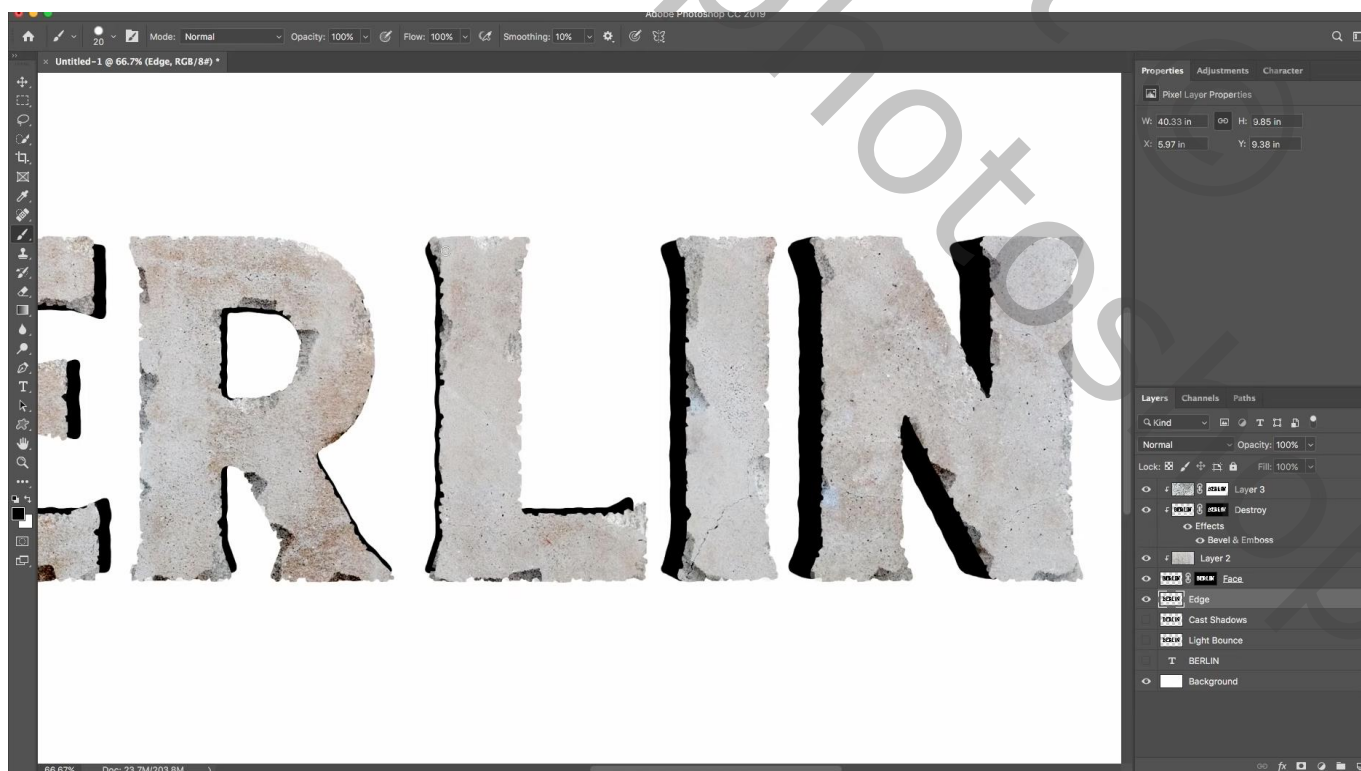 Adobe Photoshop CC 2019
20 Mode: Normal Opacity: 100% Flow: 100% Smoothing: 10%
× Untitled-1 @ 66.7% (Edge, RGB/8#) *
Properties Adjustments Character
Pixel Layer Properties
W: 40.33 in H: 9.85 in
X: 5.97 in Y: 9.38 in
ERLIN
Layers Channels Paths
Kind
Normal Opacity: 100%
Lock: Fill: 100%
Layer 3
Destroy
Effects
Bevel & Emboss
Layer 2
Face
Edge
Cast Shadows
Light Bounce
T BERLIN
Background
66.67% Doc: 23.7M/203.8M
fx
photoshop